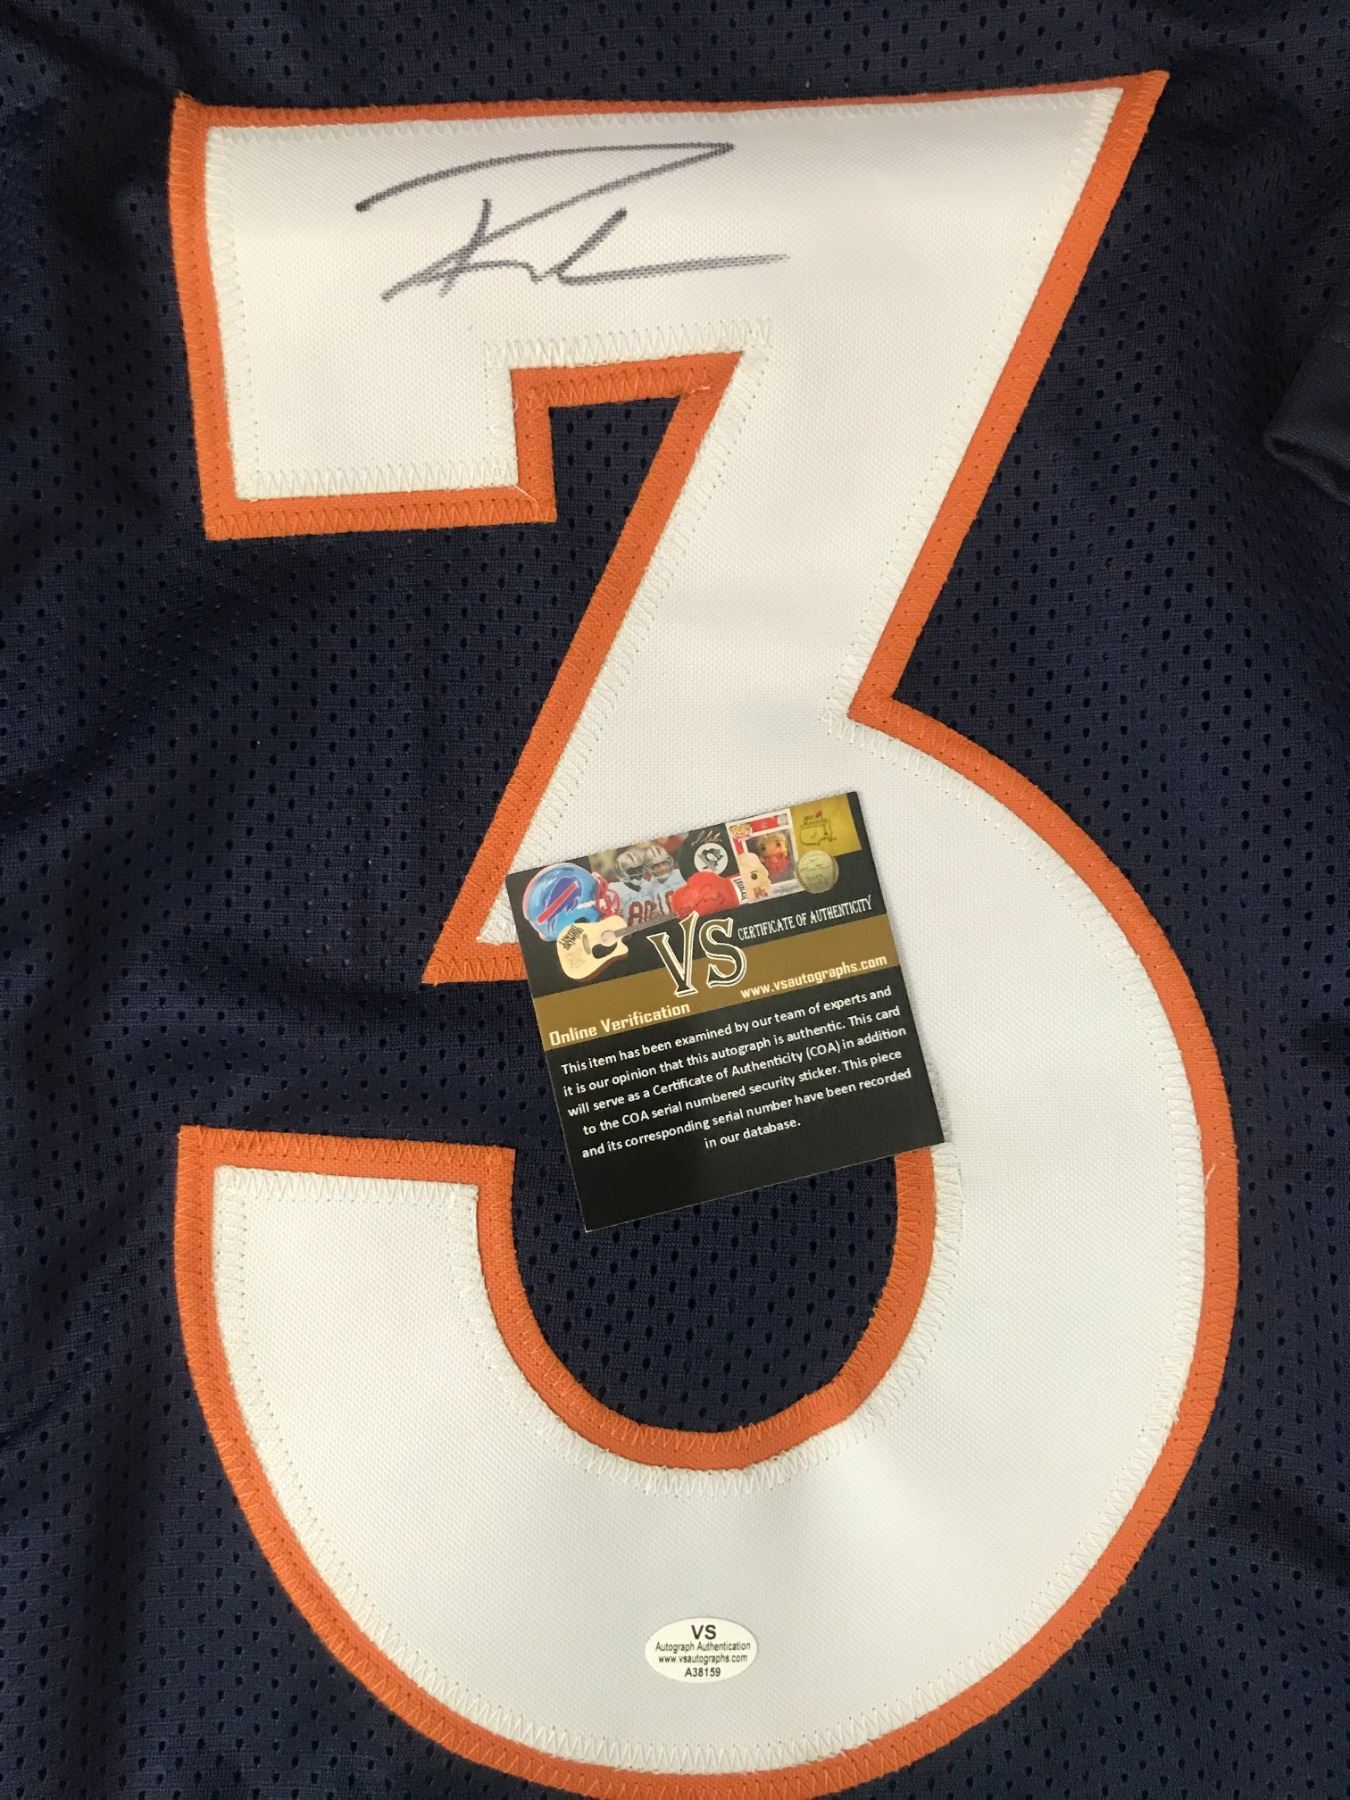 3
VS
CERTIFICATE OF AUTHENTICITY
Online Verification
www.vsautographs.com
This item has been examined by our team of experts and
it is our opinion that this autograph is authentic. This card
will serve as a Certificate of Authenticity (COA) in addition
to the COA serial numbered security sticker. This piece
and its corresponding serial number have been recorded
in our database.
VS
Autograph Authentication
www.vsautographs.com
A38159